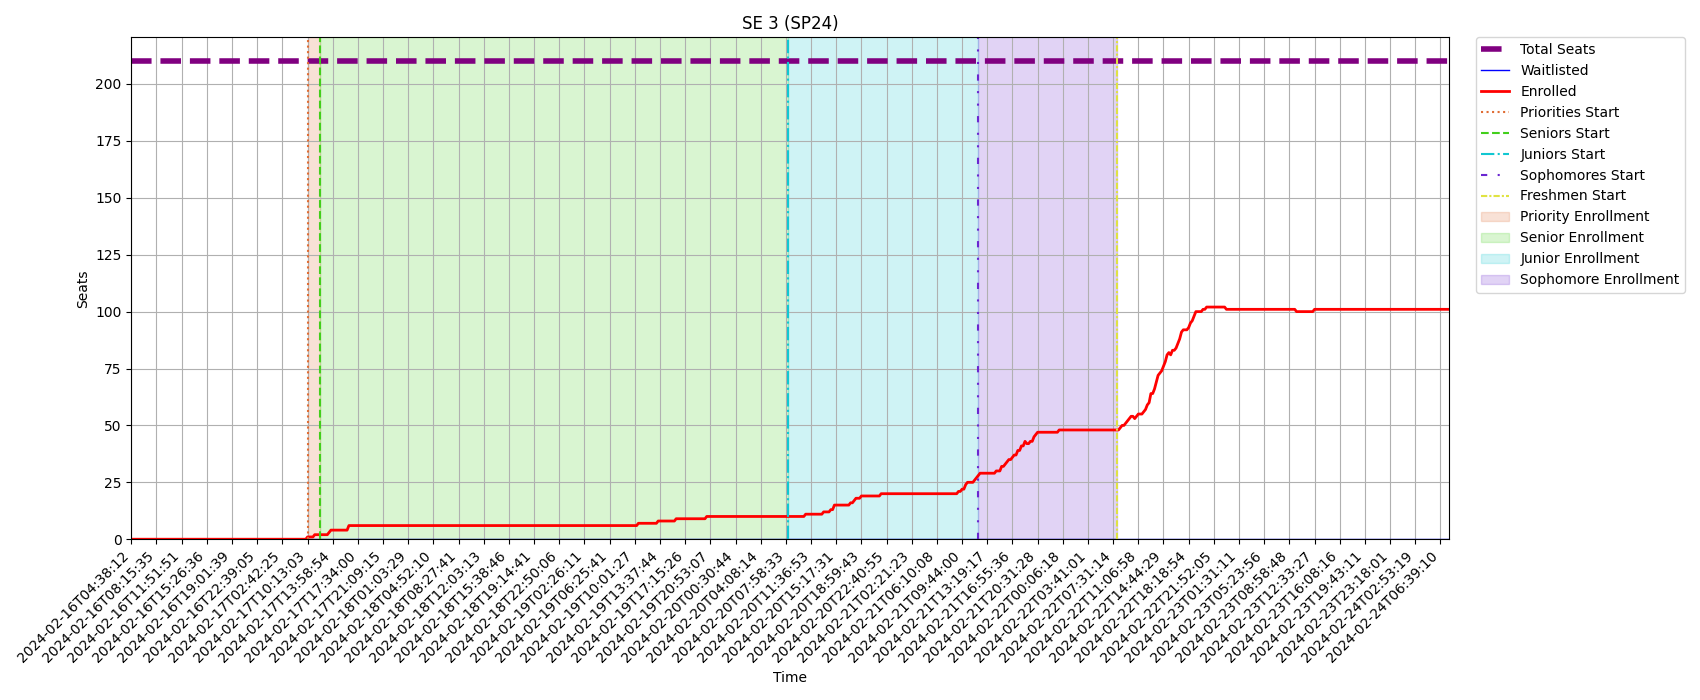 SE 3 (SP24)
Seats
200
175
150
125
100
75
50
25
0
2024-02-16T04:38:12
2024-02-16T08:15:35
2024-02-16T11:51:51
2024-02-16T15:26:36
2024-02-16T19:01:39
2024-02-16T22:39:05
2024-02-17T02:42:25
2024-02-17T10:13:03
2024-02-17T13:58:54
2024-02-17T17:34:00
2024-02-17T21:09:15
2024-02-18T01:03:29
2024-02-18T04:52:10
2024-02-18T08:27:41
2024-02-18T12:03:13
2024-02-18T15:38:46
2024-02-18T19:14:41
2024-02-18T22:50:06
2024-02-19T02:26:11
2024-02-19T06:25:41
2024-02-19T10:01:27
2024-02-19T13:37:44
2024-02-19T17:15:26
2024-02-19T20:53:07
2024-02-20T00:30:44
2024-02-20T04:08:14
2024-02-20T07:58:33
2024-02-20T11:36:53
2024-02-20T15:17:31
2024-02-20T18:59:43
2024-02-20T22:40:55
2024-02-21T02:21:23
2024-02-21T06:10:08
2024-02-21T09:44:00
2024-02-21T13:19:17
2024-02-21T16:55:36
2024-02-21T20:31:28
2024-02-22T00:06:18
2024-02-22T03:41:01
2024-02-22T07:31:14
2024-02-22T11:06:58
2024-02-22T14:44:29
2024-02-22T18:18:54
2024-02-22T21:52:05
2024-02-23T01:31:11
2024-02-23T05:23:56
2024-02-23T08:58:48
2024-02-23T12:33:27
2024-02-23T16:08:16
2024-02-23T19:43:11
2024-02-23T23:18:01
2024-02-24T02:53:19
2024-02-24T06:39:10
Time
Total Seats
Waitlisted
Enrolled
Priorities Start
Seniors Start
Juniors Start
Sophomores Start
Freshmen Start
Priority Enrollment
Senior Enrollment
Junior Enrollment
Sophomore Enrollment